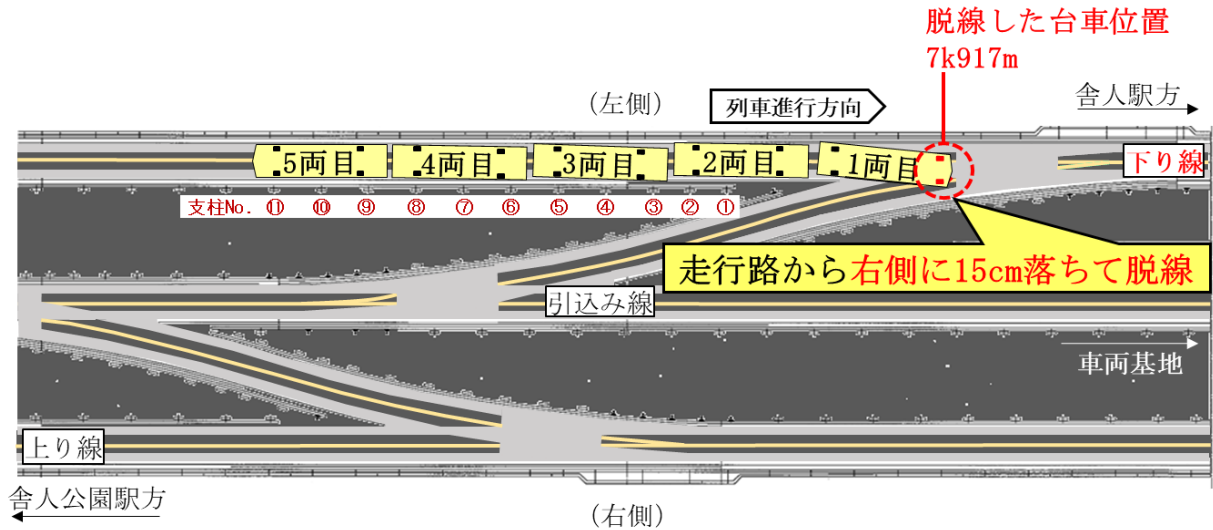 脱線した台車位置
7k917m
(左側)
列車進行方向
舎人駅方
5両目
4両目
3両目
2両目
1両目
下り線
支柱No. ⑪ ⑩ ⑨ ⑧ ⑦ ⑥ ⑤ ④ ③ ② ①
走行路から右側に15cm落ちて脱線
引込み線
車両基地
上り線
舎人公園駅方
(右側)